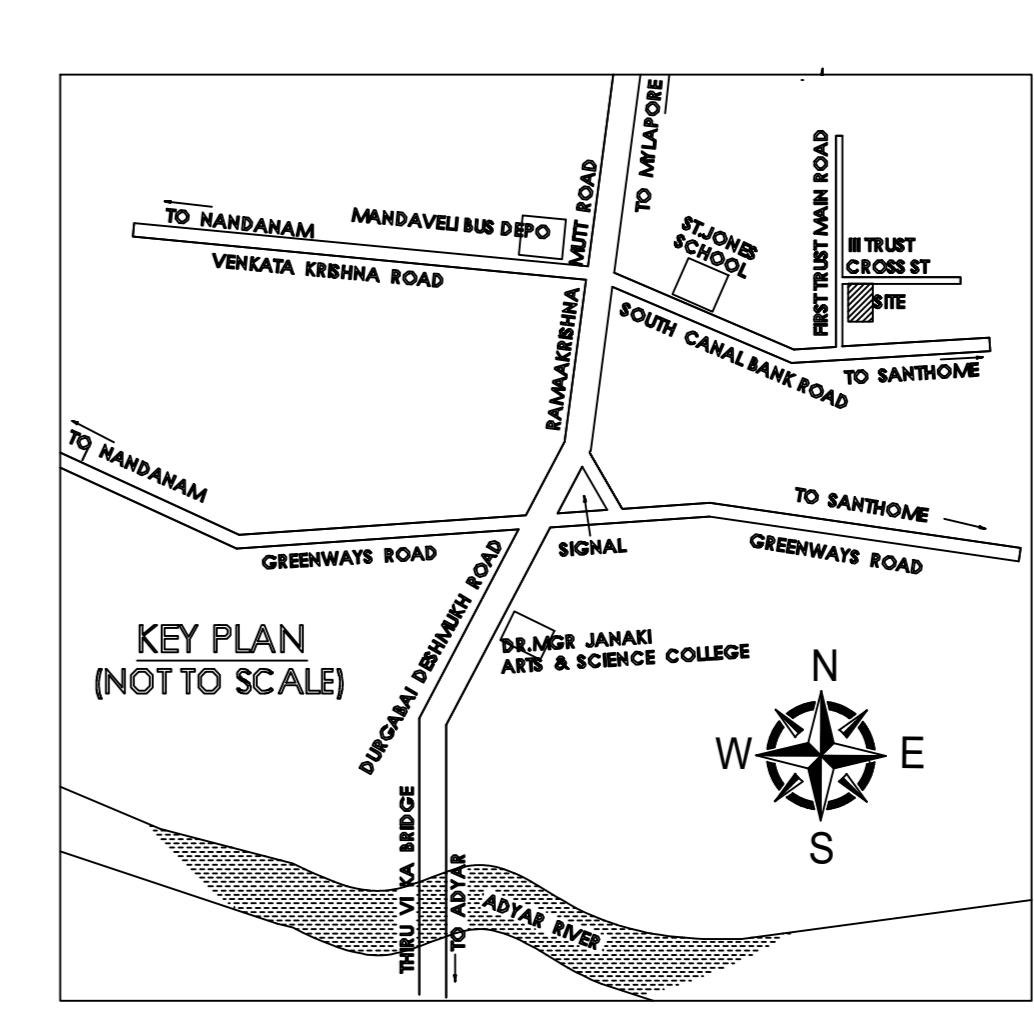 TO MYLAPORE
MUTT ROAD
RAMAAKRISHNA
TO NANDANAM
MANDAVELI BUS DEPO
VENKATA KRISHNA ROAD
ST.JONES
SCHOOL
FIRST TRUST MAIN ROAD
III TRUST
CROSS ST
SITE
SOUTH CANAL BANK ROAD
TO SANTHOME
TO NANDANAM
GREENWAYS ROAD
SIGNAL
TO SANTHOME
GREENWAYS ROAD
DURGABAI DESHMUKH ROAD
DR.MGR JANAKI
ARTS & SCIENCE COLLEGE
KEY PLAN
(NOT TO SCALE)
N
W
E
S
THIRU VI KA BRIDGE
TO ADYAR
ADYAR RIVER